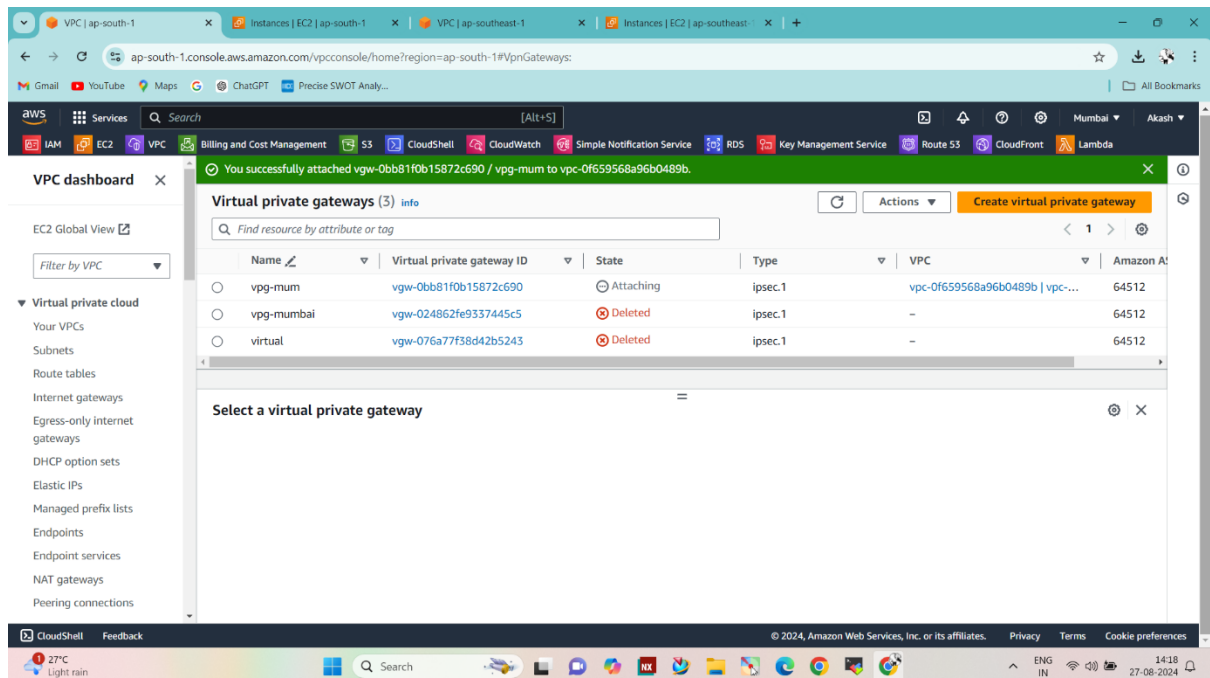 VPC | ap-south-1
Instances | EC2 | ap-south-1
VPC | ap-southeast-1
Instances | EC2 | ap-southeast-
ap-south-1.console.aws.amazon.com/vpcconsole/home?region=ap-south-1#VpnGateways:
Gmail YouTube Maps ChatGPT Precise SWOT Analy... All Bookmarks
aws Services Search [Alt+S] Mumbai ▼ Akash ▼
IAM EC2 VPC Billing and Cost Management S3 CloudShell CloudWatch Simple Notification Service RDS Key Management Service Route 53 CloudFront Lambda
VPC dashboard
EC2 Global View
Filter by VPC ▼
▼ Virtual private cloud
Your VPCs
Subnets
Route tables
Internet gateways
Egress-only internet
gateways
DHCP option sets
Elastic IPs
Managed prefix lists
Endpoints
Endpoint services
NAT gateways
Peering connections
You successfully attached vgw-0bb81f0b15872c690 / vpg-mum to vpc-0f659568a96b0489b.
Virtual private gateways (3) info
Actions ▼
Create virtual private gateway
Find resource by attribute or tag
1
Name Virtual private gateway ID State Type VPC Amazon AS
vpg-mum vgw-0bb81f0b15872c690 Attaching ipsec.1 vpc-0f659568a96b0489b | vpc-... 64512
vpg-mumbai vgw-024862fe9337445c5 Deleted ipsec.1 – 64512
virtual vgw-076a77f38d42b5243 Deleted ipsec.1 – 64512
Select a virtual private gateway
CloudShell Feedback © 2024, Amazon Web Services, Inc. or its affiliates. Privacy Terms Cookie preferences
1
27°C
Light rain
Search
NX
ENG
IN
14:18
27-08-2024